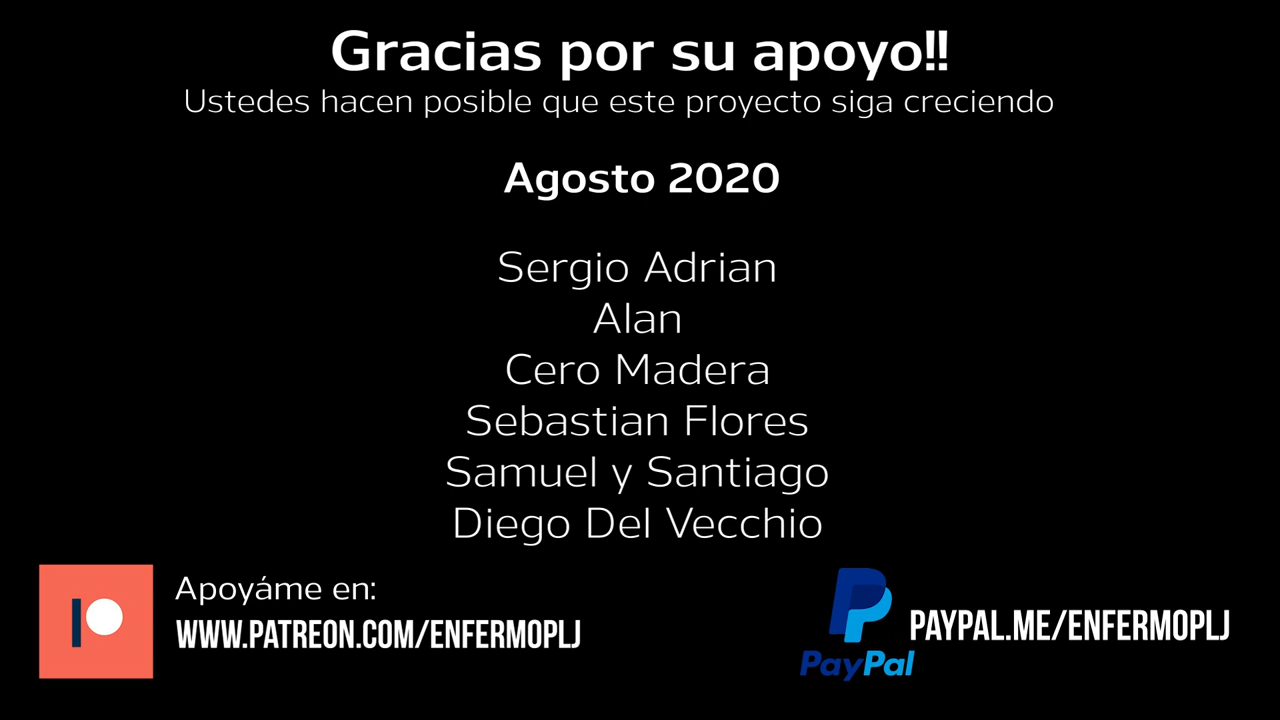 Gracias por su apoyo!!
Ustedes hacen posible que este proyecto siga creciendo
Agosto 2020
Sergio Adrian
Alan
Cero Madera
Sebastian Flores
Samuel y Santiago
Diego Del Vecchio
Apoyáme en:
WWW.PATREON.COM/ENFERMOPLJ
PayPal
PAYPAL.ME/ENFERMOPLJ